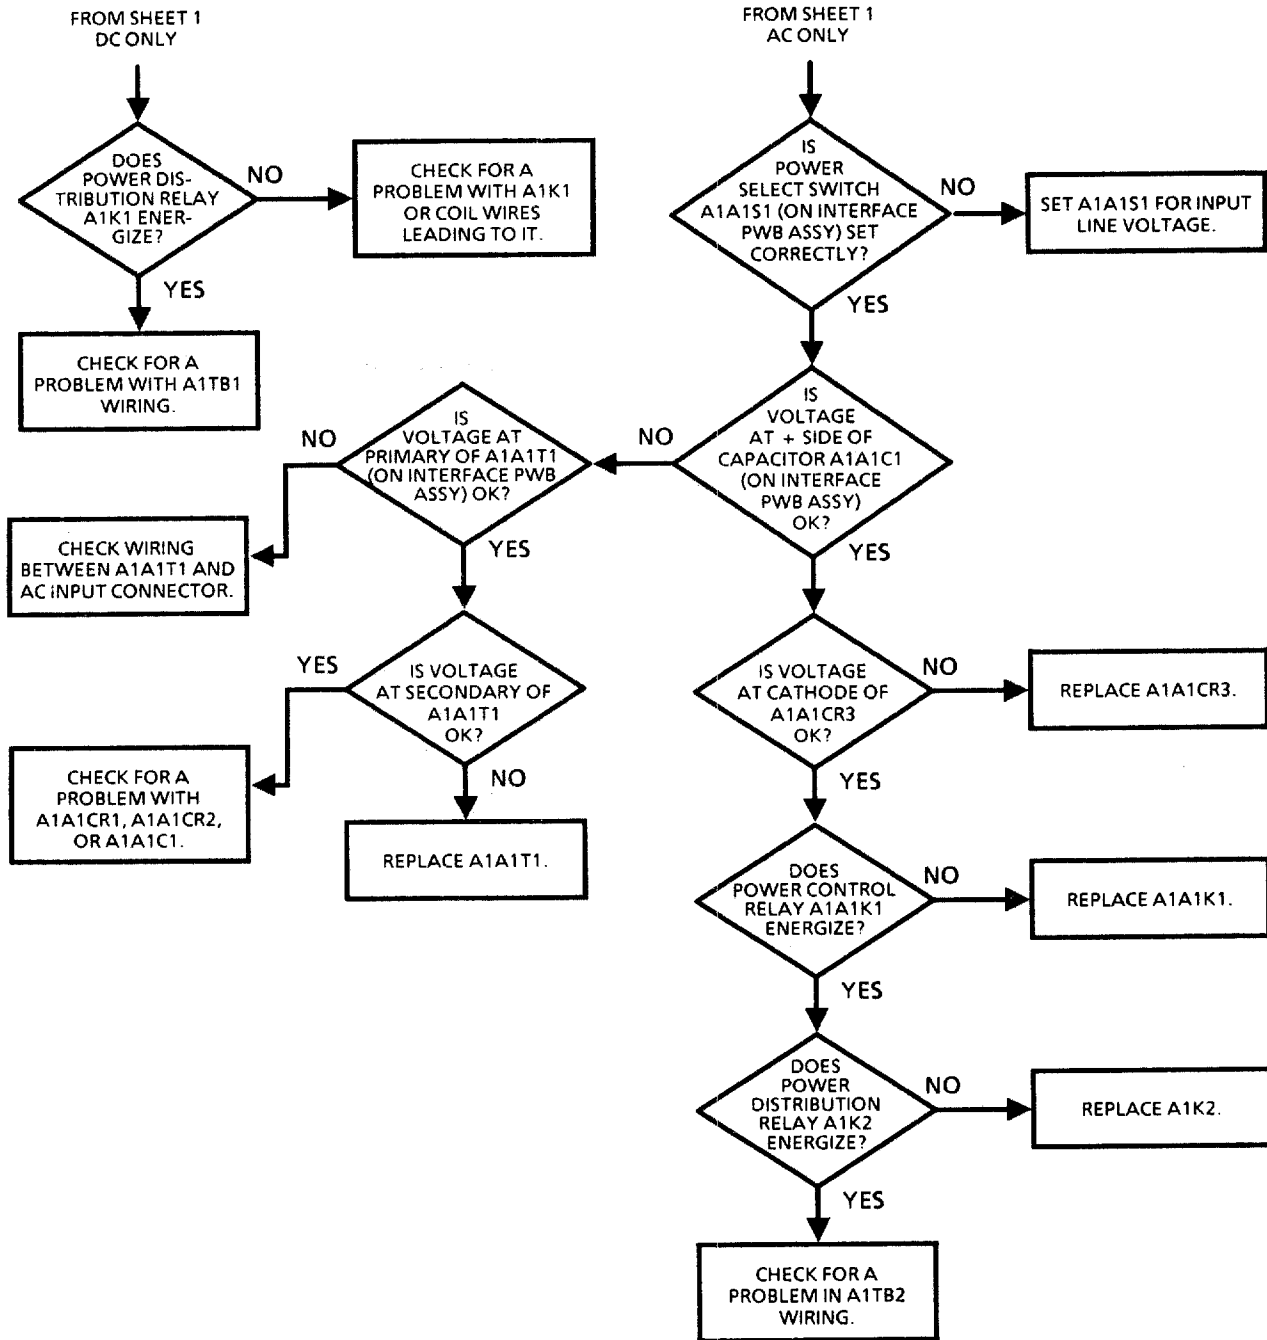 FROM SHEET 1
DC ONLY
DOES
POWER DIS-
TRIBUTION RELAY
A1K1 ENER-
GIZE?
NO
CHECK FOR A
PROBLEM WITH A1K1
OR COIL WIRES
LEADING TO IT.
YES
CHECK FOR A
PROBLEM WITH A1TB1
WIRING.
FROM SHEET 1
AC ONLY
IS
POWER
SELECT SWITCH
A1A1S1 (ON INTERFACE
PWB ASSY) SET
CORRECTLY?
NO
SET A1A1S1 FOR INPUT
LINE VOLTAGE.
YES
IS
VOLTAGE
AT + SIDE OF
CAPACITOR A1A1C1
(ON INTERFACE
PWB ASSY)
OK?
NO
IS
VOLTAGE AT
PRIMARY OF A1A1T1
(ON INTERFACE PWB
ASSY) OK?
NO
CHECK WIRING
BETWEEN A1A1T1 AND
AC INPUT CONNECTOR.
YES
IS VOLTAGE
AT SECONDARY OF
A1A1T1
OK?
YES
CHECK FOR A
PROBLEM WITH
A1A1CR1, A1A1CR2,
OR A1A1C1.
NO
REPLACE A1A1T1.
YES
IS VOLTAGE
AT CATHODE OF
A1A1CR3
OK?
NO
REPLACE A1A1CR3.
YES
DOES
POWER CONTROL
RELAY A1A1K1
ENERGIZE?
NO
REPLACE A1A1K1.
YES
DOES
POWER
DISTRIBUTION
RELAY A1K2
ENERGIZE?
NO
REPLACE A1K2.
YES
CHECK FOR A
PROBLEM IN A1TB2
WIRING.